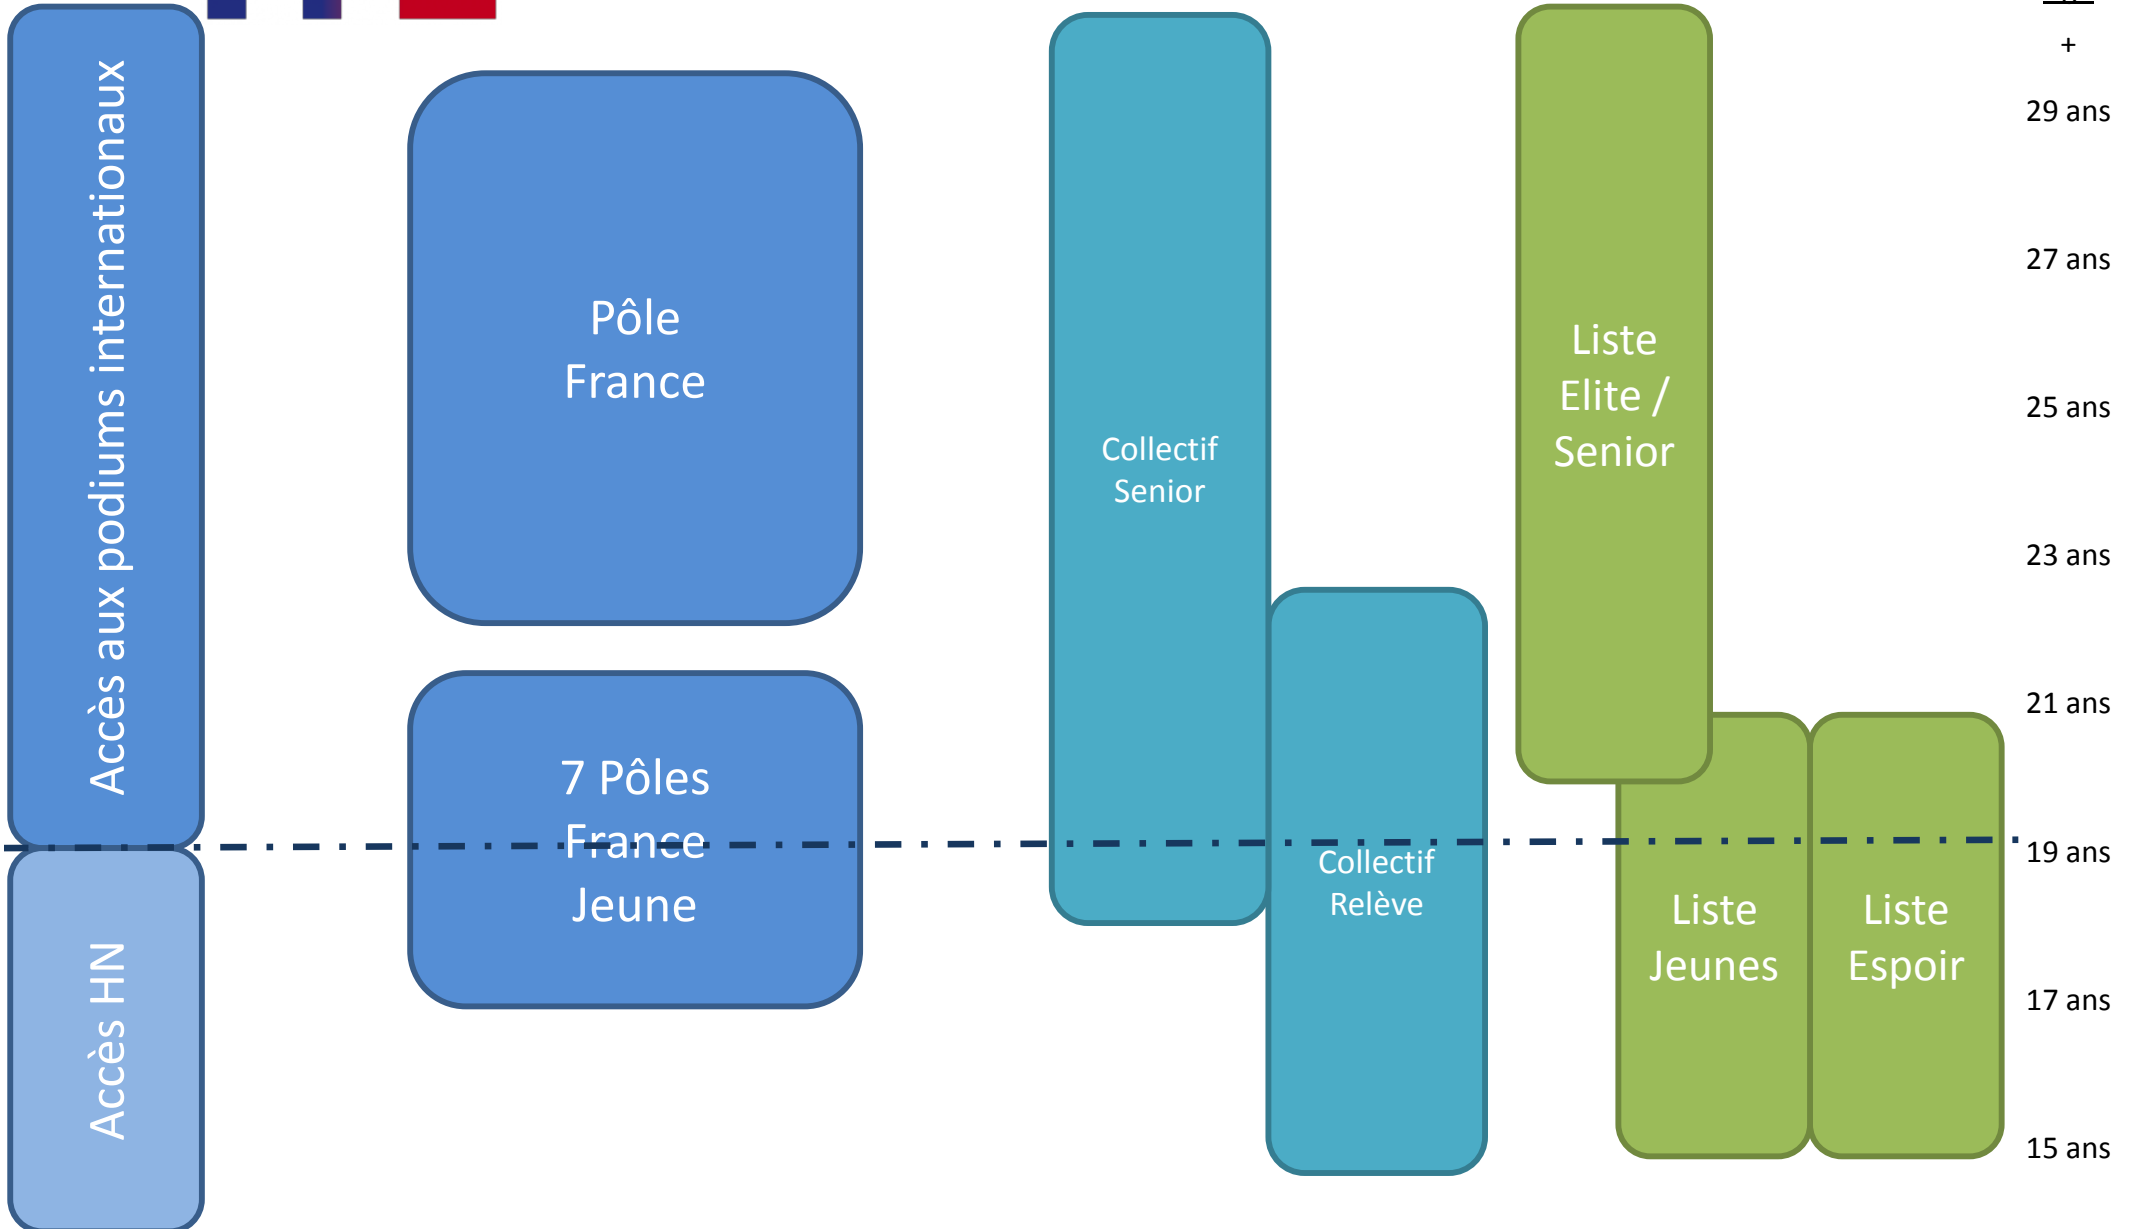 Accès aux podiums internationaux
Accès HN
Pôle
France
7 Pôles
France
Jeune
Collectif
Senior
Collectif
Relève
Liste
Elite /
Senior
Liste
Jeunes
Liste
Espoir
+
29 ans
27 ans
25 ans
23 ans
21 ans
19 ans
17 ans
15 ans